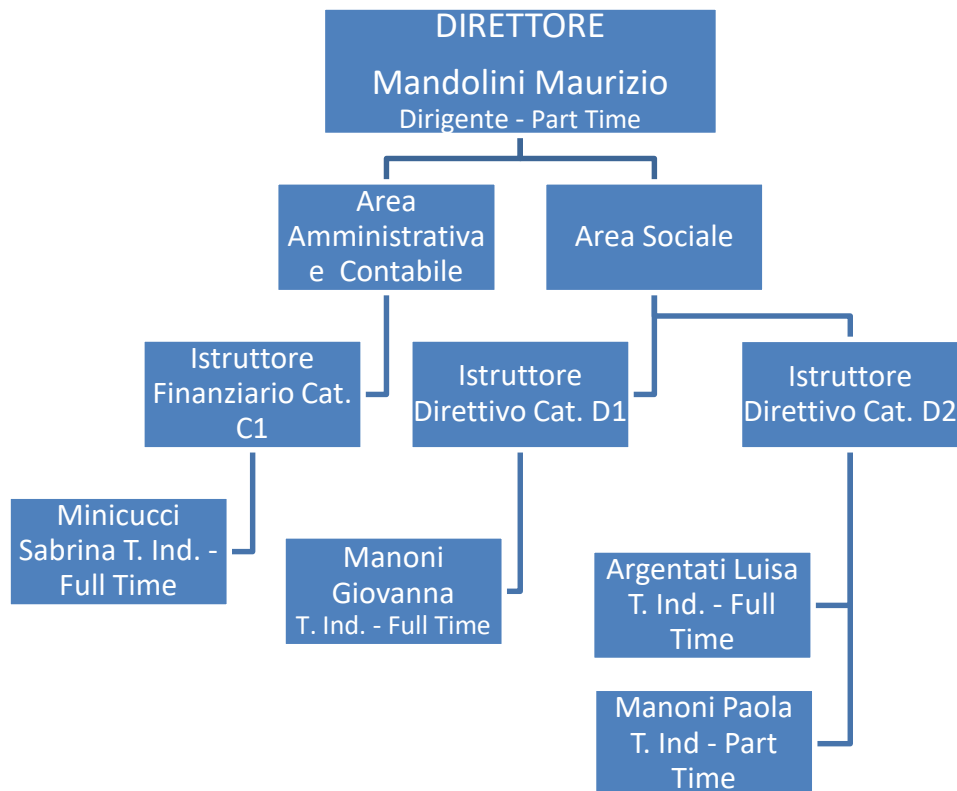 DIRETTORE
Mandolini Maurizio
Dirigente - Part Time
Area
Amministrativa
e Contabile
Area Sociale
Istruttore
Finanziario Cat.
C1
Istruttore
Direttivo Cat. D1
Istruttore
Direttivo Cat. D2
Minicucci
Sabrina T. Ind. -
Full Time
Manoni
Giovanna
T. Ind. - Full Time
Argentati Luisa
T. Ind. - Full
Time
Manoni Paola
T. Ind - Part
Time